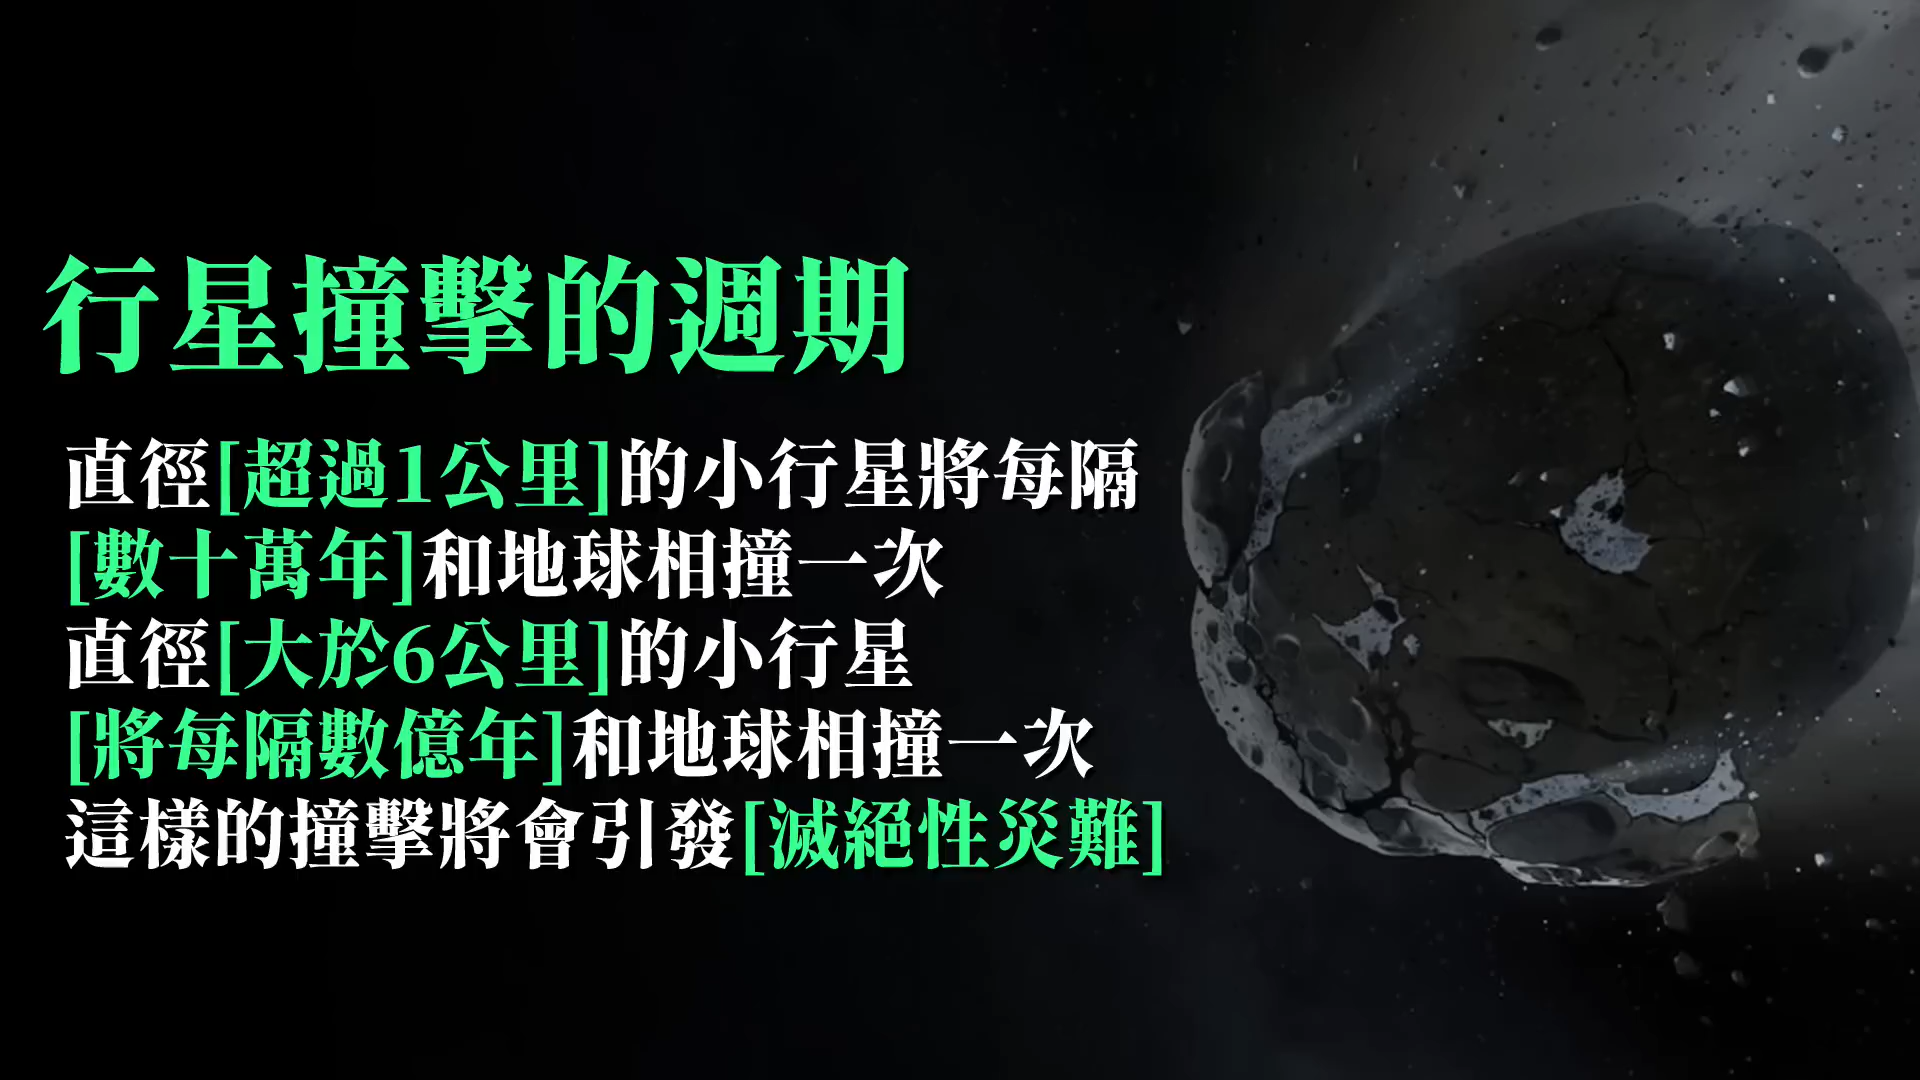 行星撞擊的週期
直徑[超過1公里]的小行星將每隔
[數十萬年]和地球相撞一次
直徑[大於6公里]的小行星
[將每隔數億年]和地球相撞一次
這樣的撞擊將會引發[滅絕性災難]